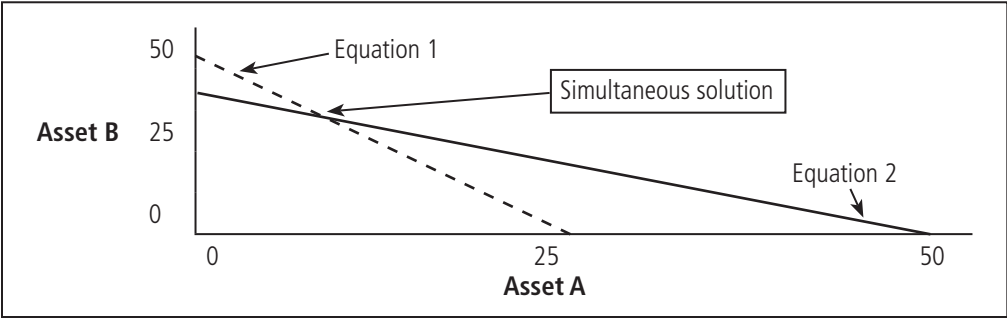 50
Equation 1
Simultaneous solution
Asset B
25
Equation 2
0
0 25 50
Asset A